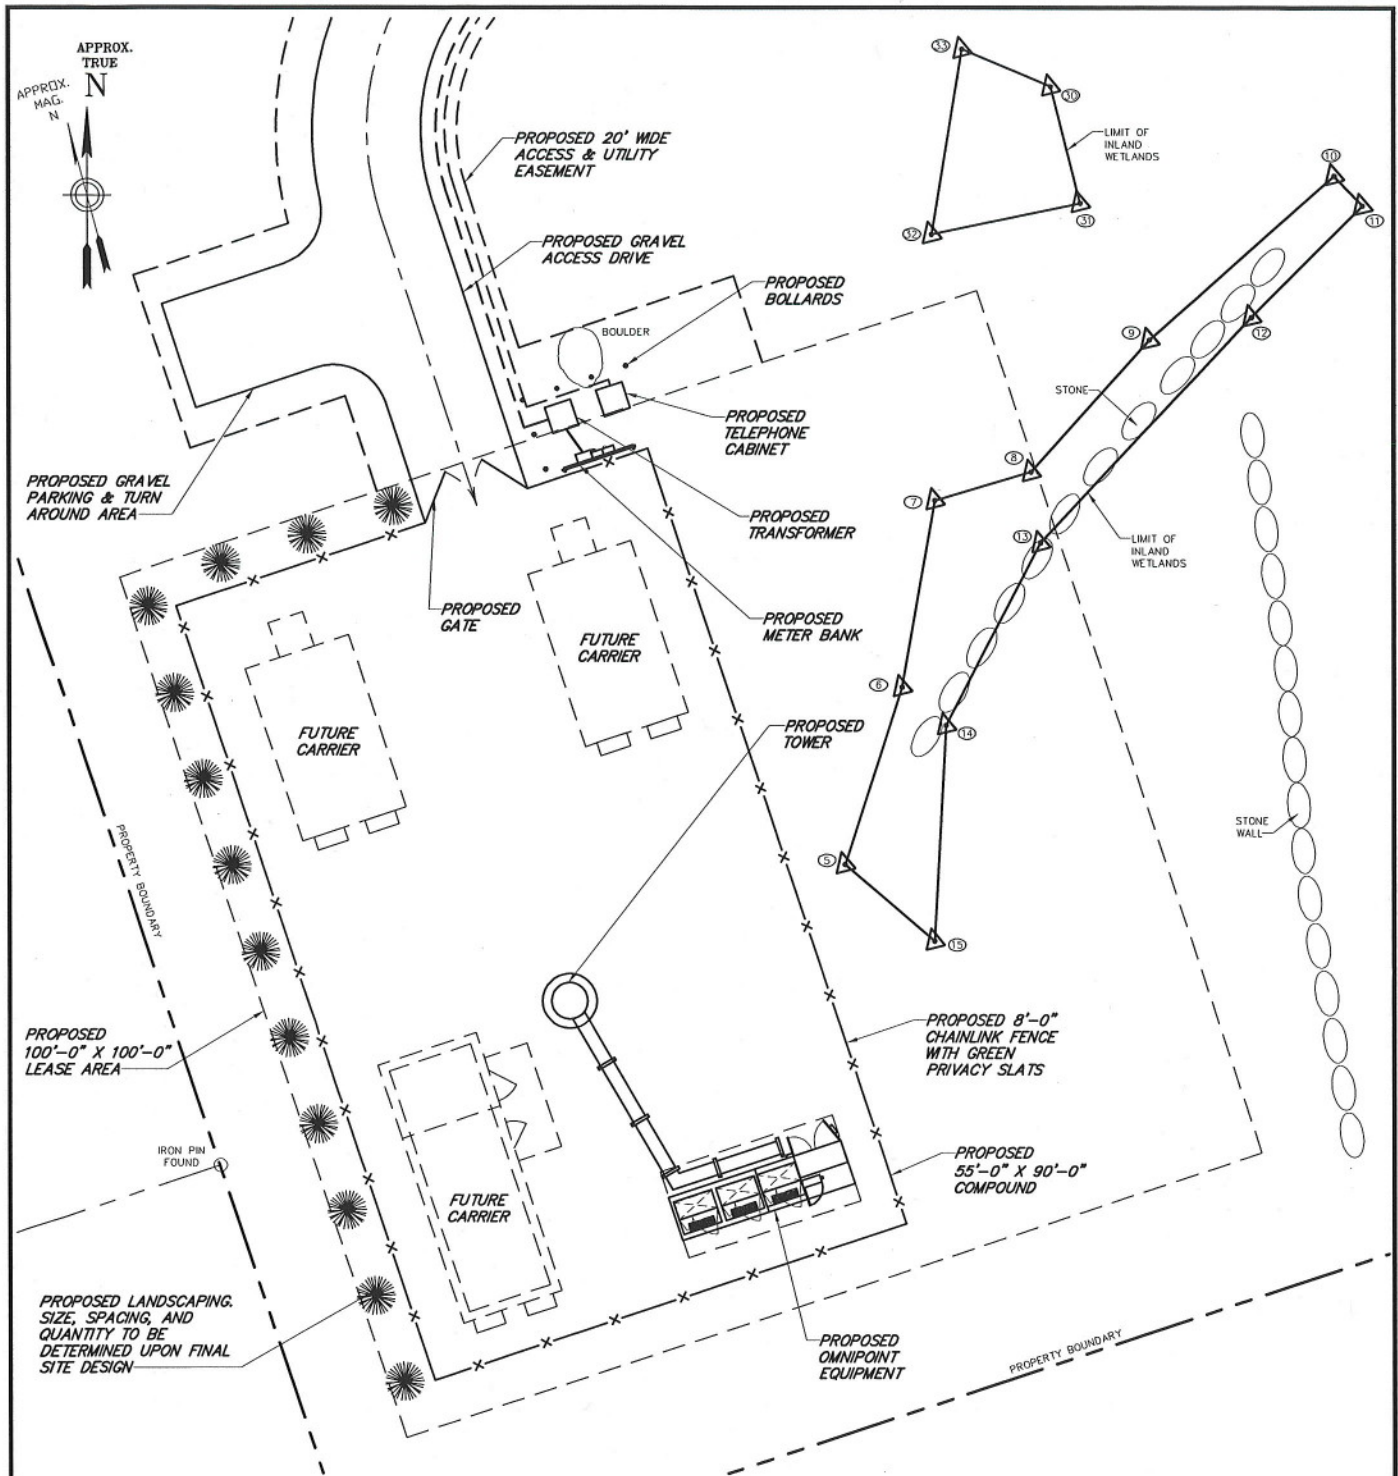 APPROX.
TRUE
N
APPROX.
MAG.
N
33
30
LIMIT OF
INLAND
WETLANDS
31
32
10
11
PROPOSED 20' WIDE
ACCESS & UTILITY
EASEMENT
PROPOSED GRAVEL
ACCESS DRIVE
PROPOSED
BOLLARDS
BOULDER
9
12
STONE
PROPOSED
TELEPHONE
CABINET
8
7
PROPOSED GRAVEL
PARKING & TURN
AROUND AREA
PROPOSED
TRANSFORMER
13
LIMIT OF
INLAND
WETLANDS
PROPOSED
GATE
PROPOSED
METER BANK
FUTURE
CARRIER
6
FUTURE
CARRIER
PROPOSED
TOWER
14
PROPERTY BOUNDARY
STONE
WALL
5
15
PROPOSED
100'-0" X 100'-0"
LEASE AREA
PROPOSED 8'-0"
CHAINLINK FENCE
WITH GREEN
PRIVACY SLATS
IRON PIN
FOUND
PROPOSED
55'-0" X 90'-0"
COMPOUND
FUTURE
CARRIER
PROPOSED LANDSCAPING.
SIZE, SPACING, AND
QUANTITY TO BE
DETERMINED UPON FINAL
SITE DESIGN
PROPOSED
OMNIPOINT
EQUIPMENT
PROPERTY BOUNDARY